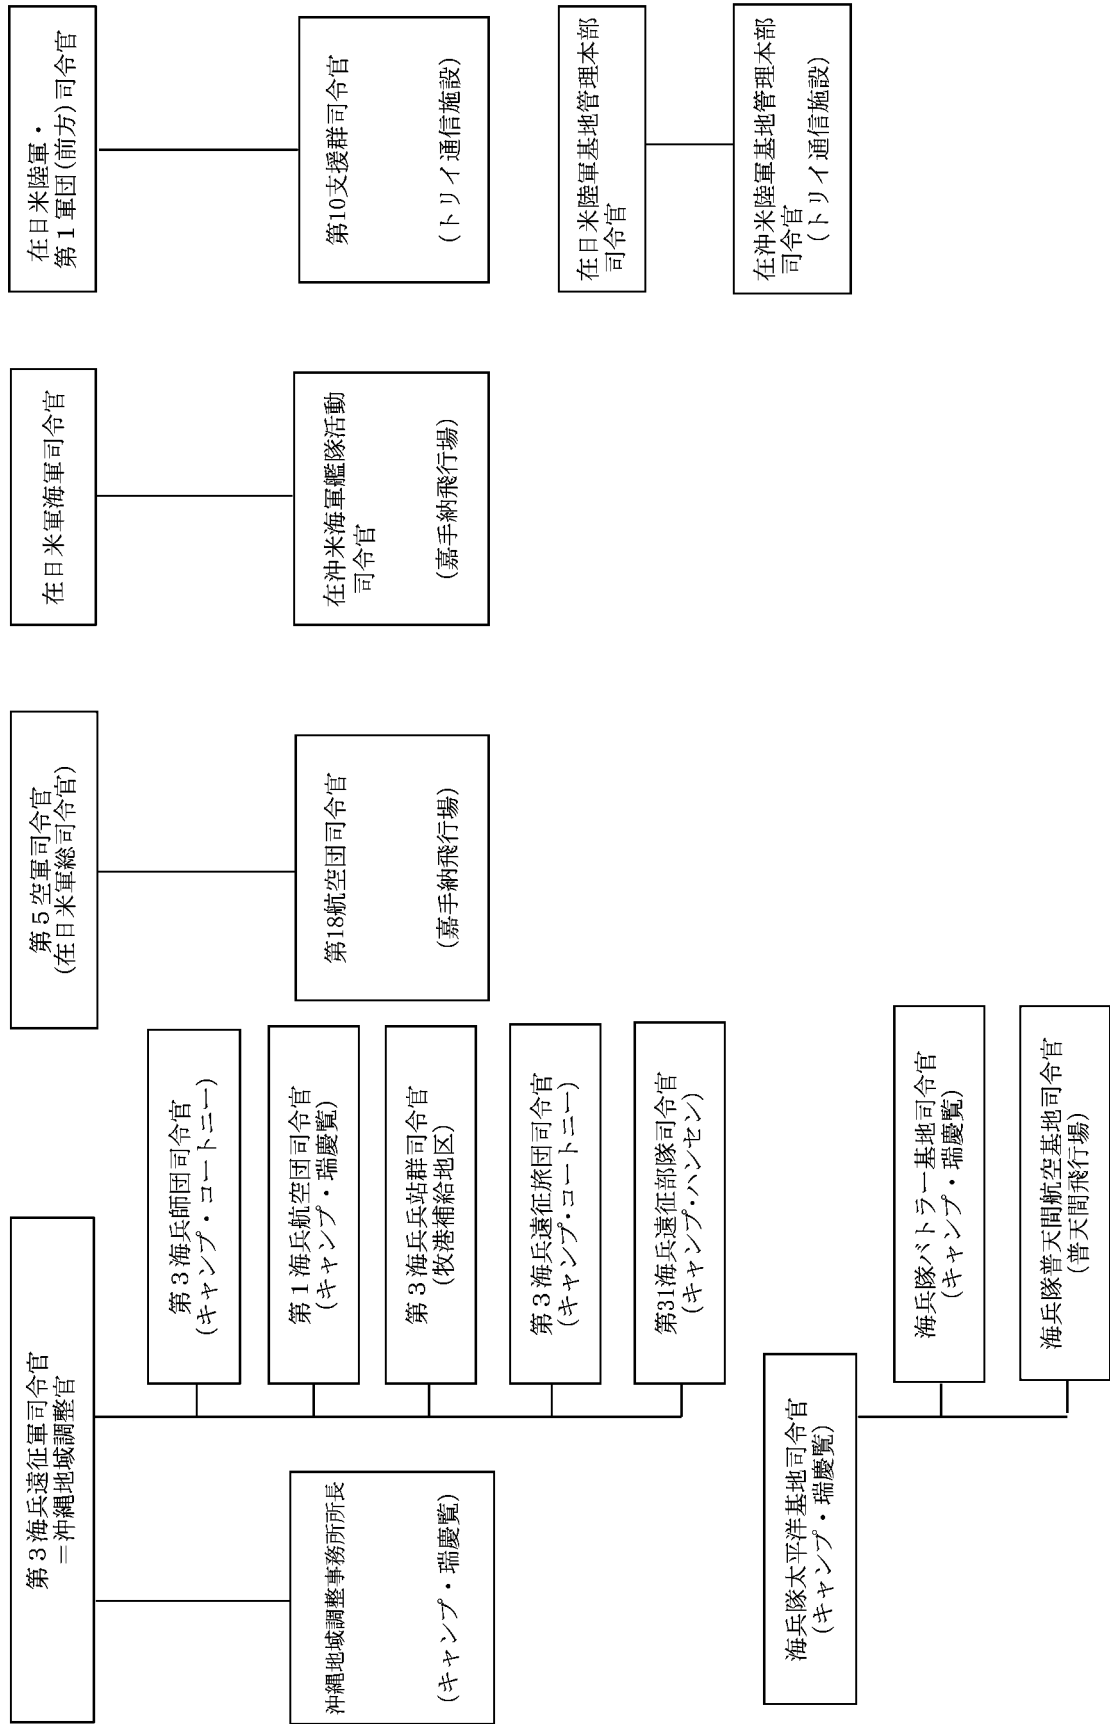 第３海兵遠征軍司令官
＝沖縄地域調整官
沖縄地域調整事務所所長
(キャンプ・瑞慶覧)
第３海兵師団司令官
(キャンプ・コートニー)
第１海兵航空団司令官
(キャンプ・瑞慶覧)
第３海兵兵站群司令官
(牧港補給地区)
第３海兵遠征旅団司令官
(キャンプ・コートニー)
第31海兵遠征部隊司令官
(キャンプ・ハンセン)
海兵隊太平洋基地司令官
(キャンプ・瑞慶覧)
海兵隊バトラー基地司令官
(キャンプ・瑞慶覧)
海兵隊普天間航空基地司令官
(普天間飛行場)
第５空軍司令官
(在日米軍総司令官)
第18航空団司令官
(嘉手納飛行場)
在日米軍海軍司令官
在沖米海軍艦隊活動
司令官
(嘉手納飛行場)
在日米陸軍・
第１軍団(前方)司令官
第10支援群司令官
(トリイ通信施設)
在日米陸軍基地管理本部
司令官
在沖米陸軍基地管理本部
司令官
(トリイ通信施設)